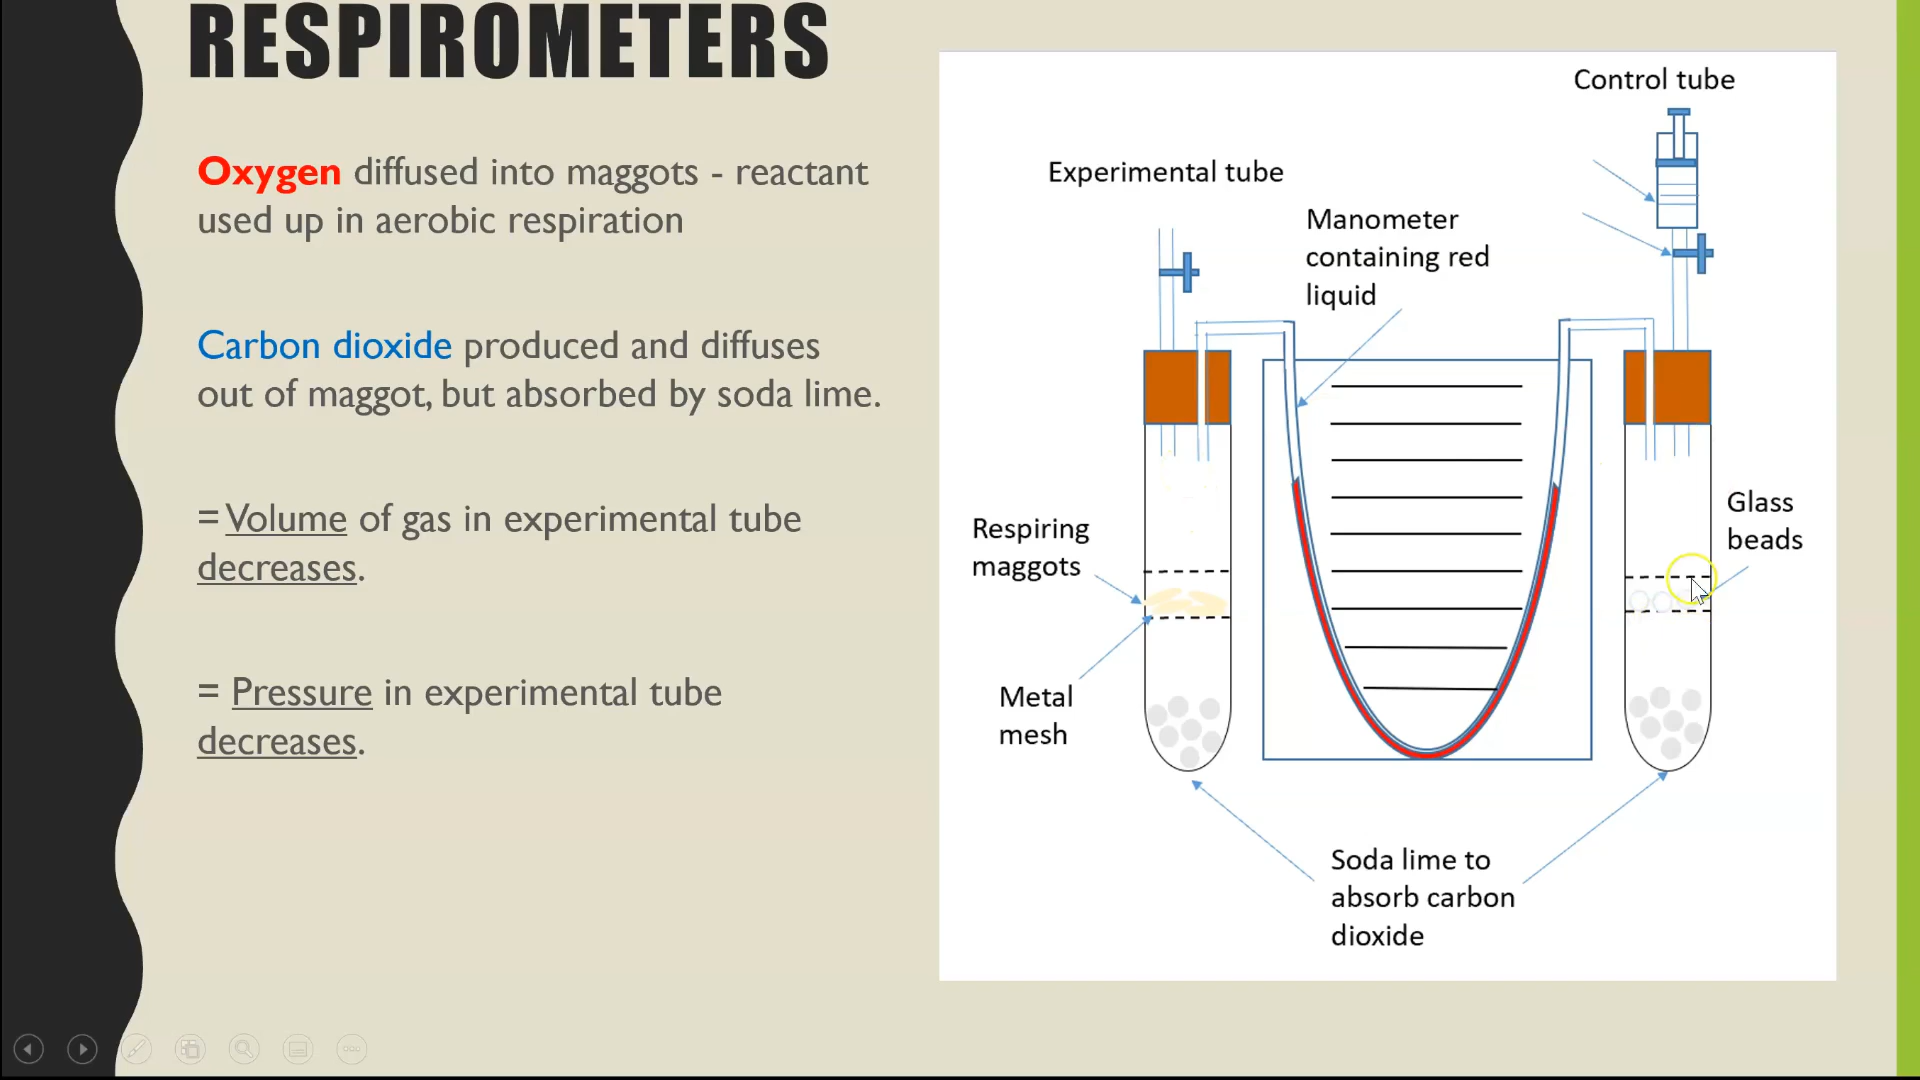 RESPIROMETERS
Oxygen diffused into maggots - reactant
used up in aerobic respiration
Carbon dioxide produced and diffuses
out of maggot, but absorbed by soda lime.
= Volume of gas in experimental tube
decreases.
= Pressure in experimental tube
decreases.
Control tube
Experimental tube
Manometer
containing red
liquid
Glass
beads
Respiring
maggots
Metal
mesh
Soda lime to
absorb carbon
dioxide